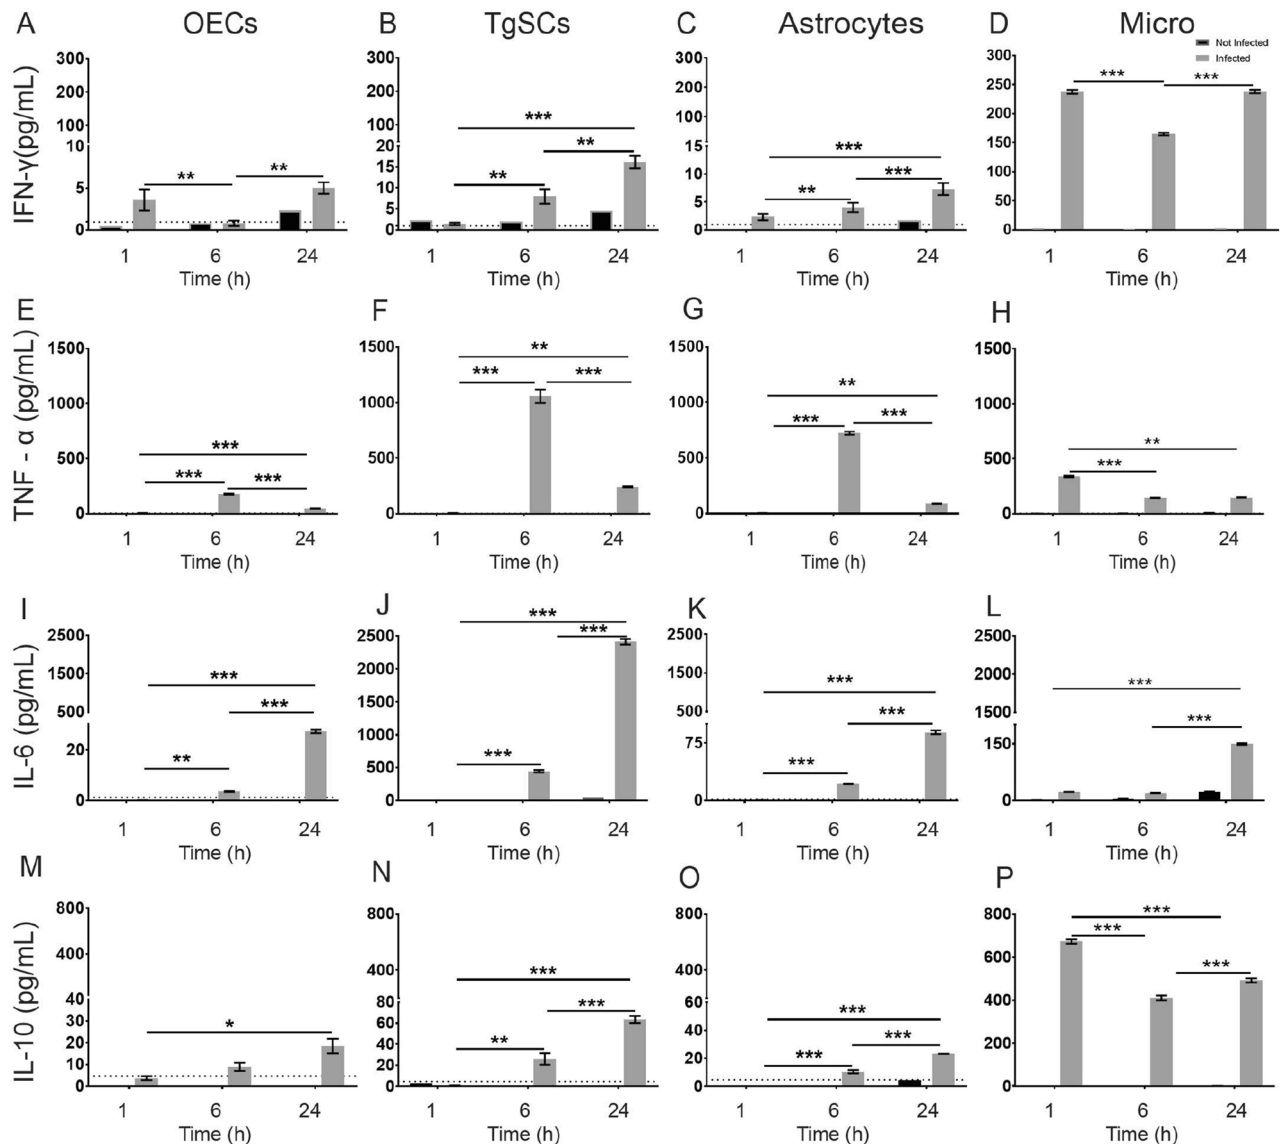 A OECs B TgSCs C Astrocytes D Micro
Not Infected
Infected
IFN-γ(pg/mL)
300
200
100
10
5
0
** **
1 6 24
Time (h)
300
200
100
20
15
10
5
0
***
** **
1 6 24
Time (h)
300
200
100
15
10
5
0
***
** ***
1 6 24
Time (h)
300
250
200
150
100
50
0
*** ***
1 6 24
Time (h)
E F G H
TNF - α (pg/mL)
1500
1000
500
0
***
*** ***
1 6 24
Time (h)
1500
1000
500
0
**
*** ***
1 6 24
Time (h)
1500
1000
500
0
**
*** ***
1 6 24
Time (h)
1500
1000
500
0
**
***
1 6 24
Time (h)
I J K L
IL-6 (pg/mL)
2500
1500
500
20
0
***
***
**
1 6 24
Time (h)
2500
2000
1500
1000
500
0
***
***
***
1 6 24
Time (h)
2500
1500
500
75
0
***
***
***
1 6 24
Time (h)
2500
1500
500
150
0
***
***
1 6 24
Time (h)
M N O P
IL-10 (pg/mL)
800
400
40
30
20
10
0
*
1 6 24
Time (h)
800
400
80
60
40
20
0
***
***
**
1 6 24
Time (h)
800
400
60
40
20
0
***
***
***
1 6 24
Time (h)
800
600
400
200
0
***
***
***
1 6 24
Time (h)